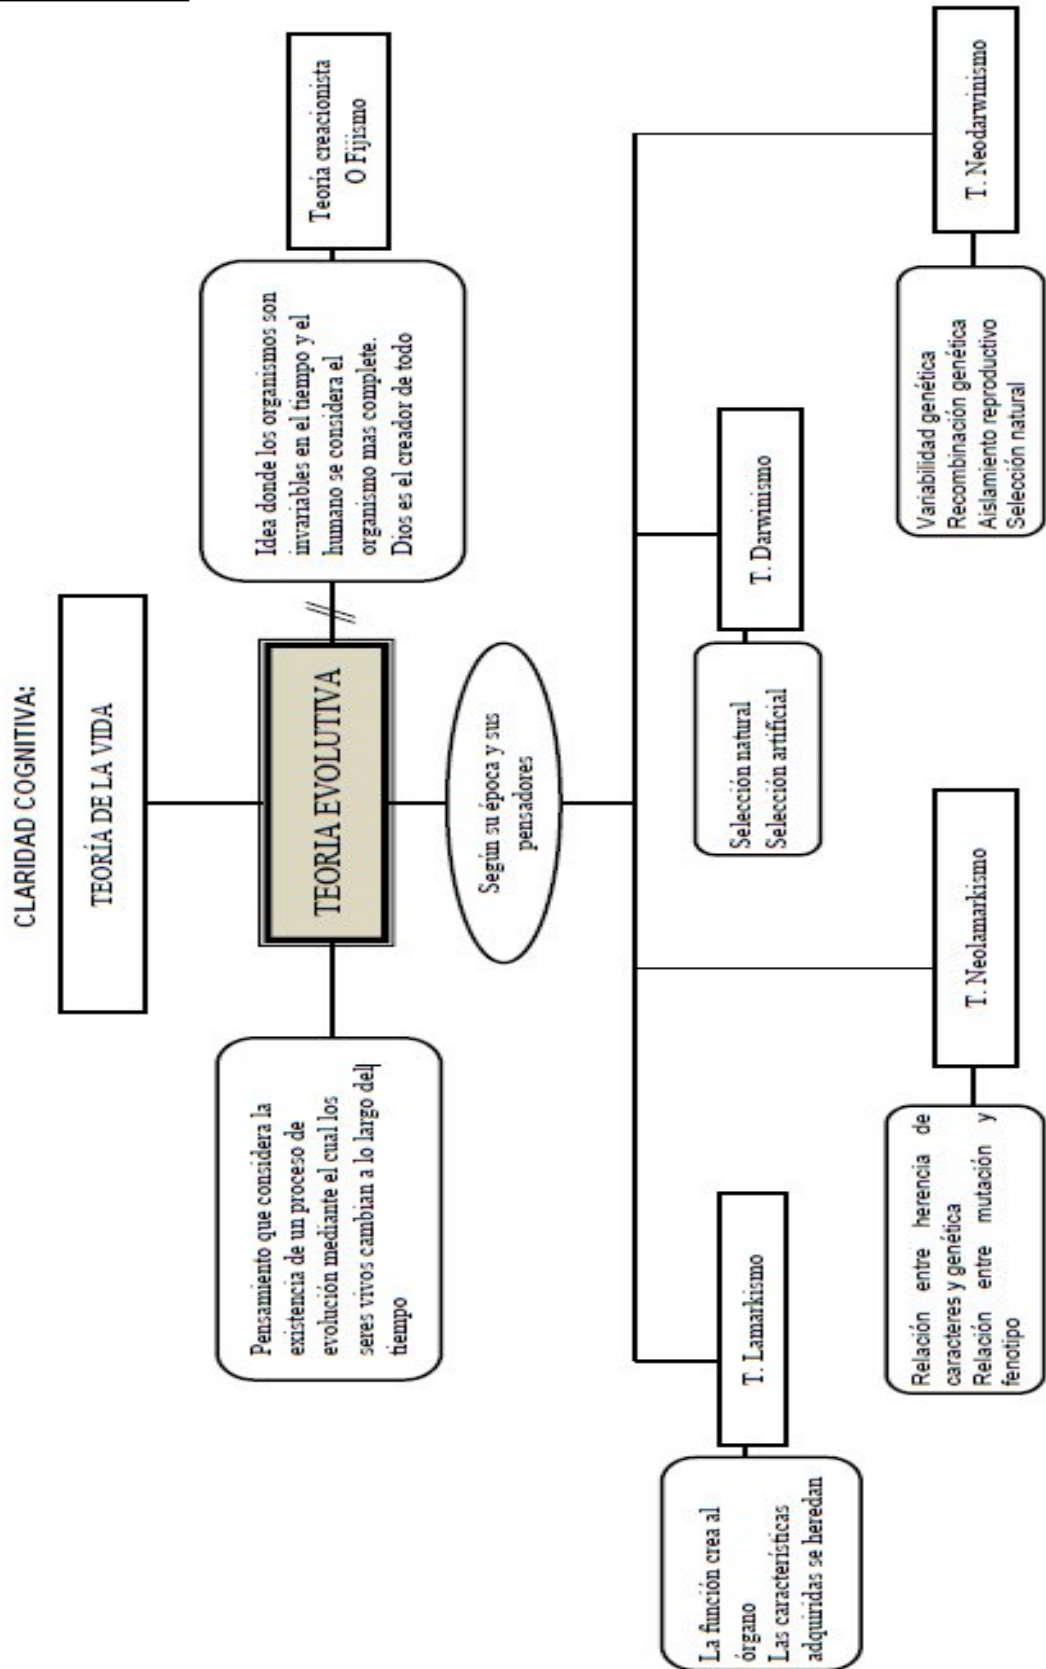 CLARIDAD COGNITIVA:
TEORÍA DE LA VIDA
Pensamiento que considera la
existencia de un proceso de
evolución mediante el cual los
seres vivos cambian a lo largo del
tiempo
TEORIA EVOLUTIVA
Idea donde los organismos son
invariables en el tiempo y el
humano se considera el
organismo mas complete.
Dios es el creador de todo
Teoría creacionista
O Fijismo
Según su época y sus
pensadores
La función crea al
órgano
Las características
adquiridas se heredan
T. Lamarkismo
Relación entre herencia de
caracteres y genética
Relación entre mutación y
fenotipo
T. Neolamarkismo
Selección natural
Selección artificial
T. Darwinismo
Variabilidad genética
Recombinación genética
Aislamiento reproductivo
Selección natural
T. Neodarwinismo